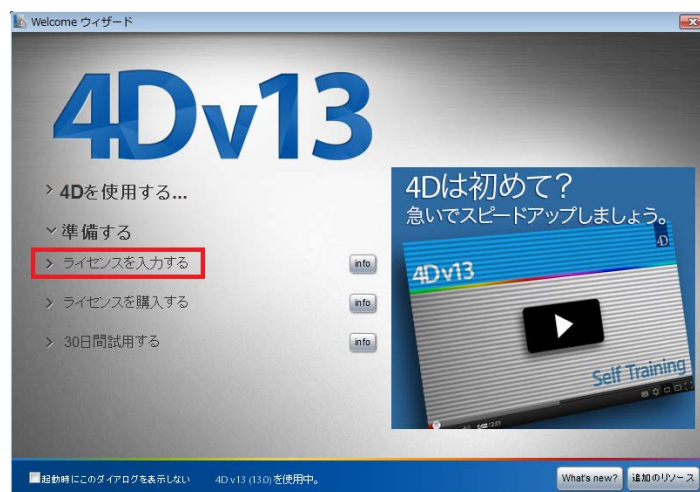 Welcome ウィザード
4Dv13
4Dを使用する...
準備する
ライセンスを入力する
info
ライセンスを購入する
info
30日間試用する
info
4Dは初めて？
急いでスピードアップしましょう。
4D
4Dv13
Self Training
起動時にこのダイアログを表示しない
4D v13 (13.0) を使用中。
What's new?
追加のリソース